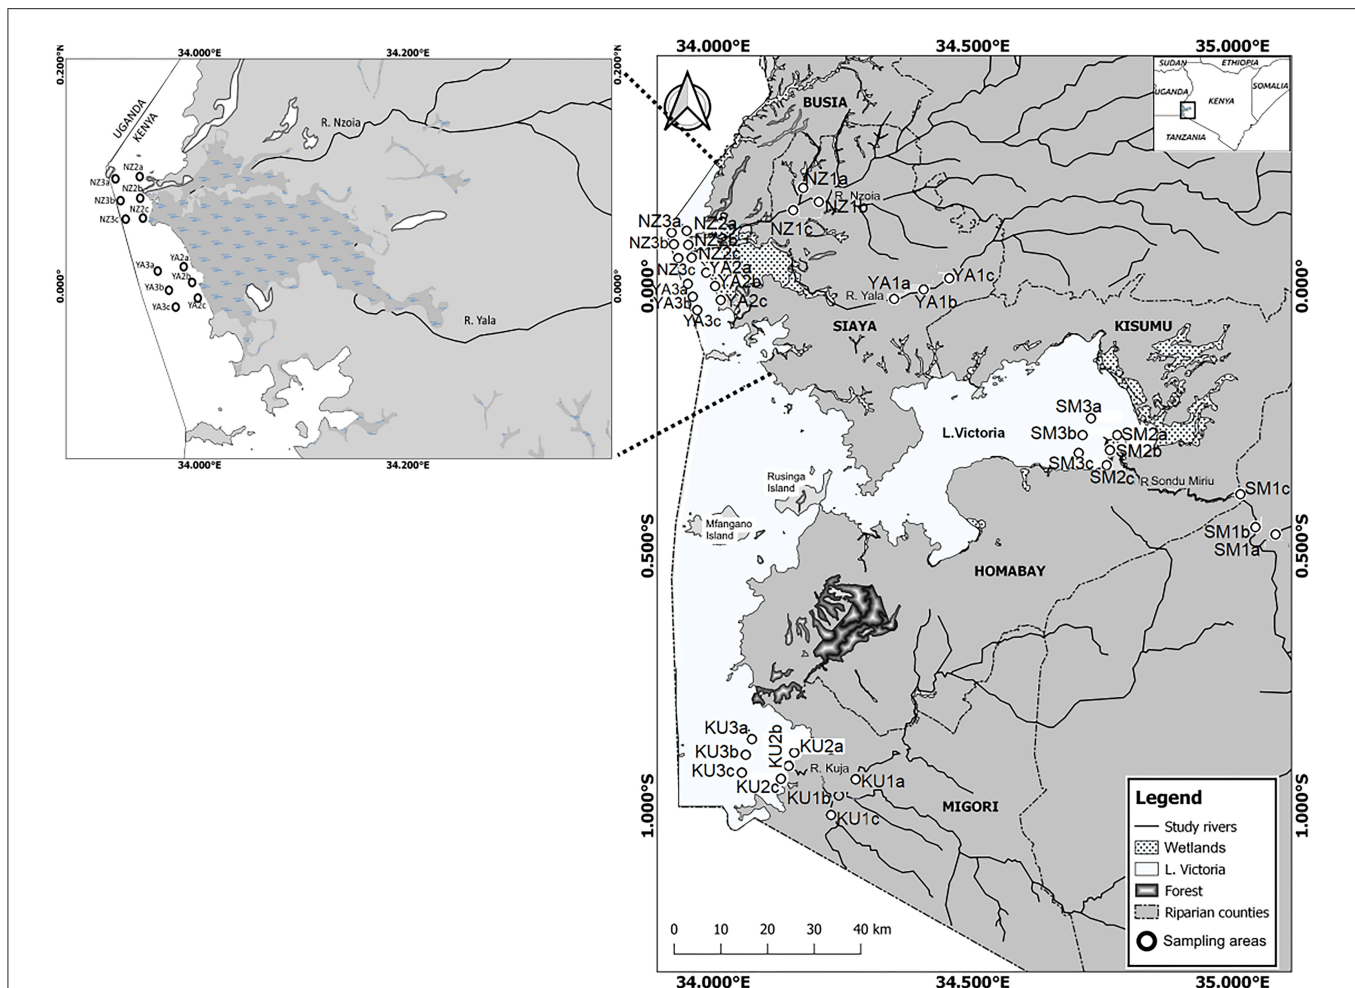 34.000°E
34.200°E
0.200°N
0.200°N
UGANDA
KENYA
R. Nzoia
NZ2a
NZ3a
NZ2b
NZ3b
NZ2c
NZ3c
YA2a
YA3a
YA2b
YA3b
YA2c
YA3c
0.000°
0.000°
R. Yala
34.000°E
34.200°E
34.000°E
34.500°E
35.000°E
SUDAN
ETHIOPIA
UGANDA
SOMALIA
KENYA
TANZANIA
BUSIA
NZ1a
R. Nzoia
NZ1b
NZ1c
NZ3a
NZ2a
NZ3b
NZ2b
NZ2c
NZ3c
YA2a
YA2b
YA3a
YA2c
YA3b
YA3c
YA1a
YA1c
YA1b
R. Yala
0.000°
0.000°
SIAYA
KISUMU
SM3a
L.Victoria
SM3b
SM2a
SM2b
SM3c
SM2c
R Sondu Miriu
SM1c
SM1b
SM1a
Rusinga
Island
Mfangano
Island
0.500°S
0.500°S
HOMABAY
KU3a
KU2b
KU2a
KU3b
KU3c
R. Kuja
KU2c
KU1a
KU1b
KU1c
MIGORI
1.000°S
1.000°S
Legend
Study rivers
Wetlands
L. Victoria
Forest
Riparian counties
Sampling areas
0 10 20 30 40 km
34.000°E
34.500°E
35.000°E